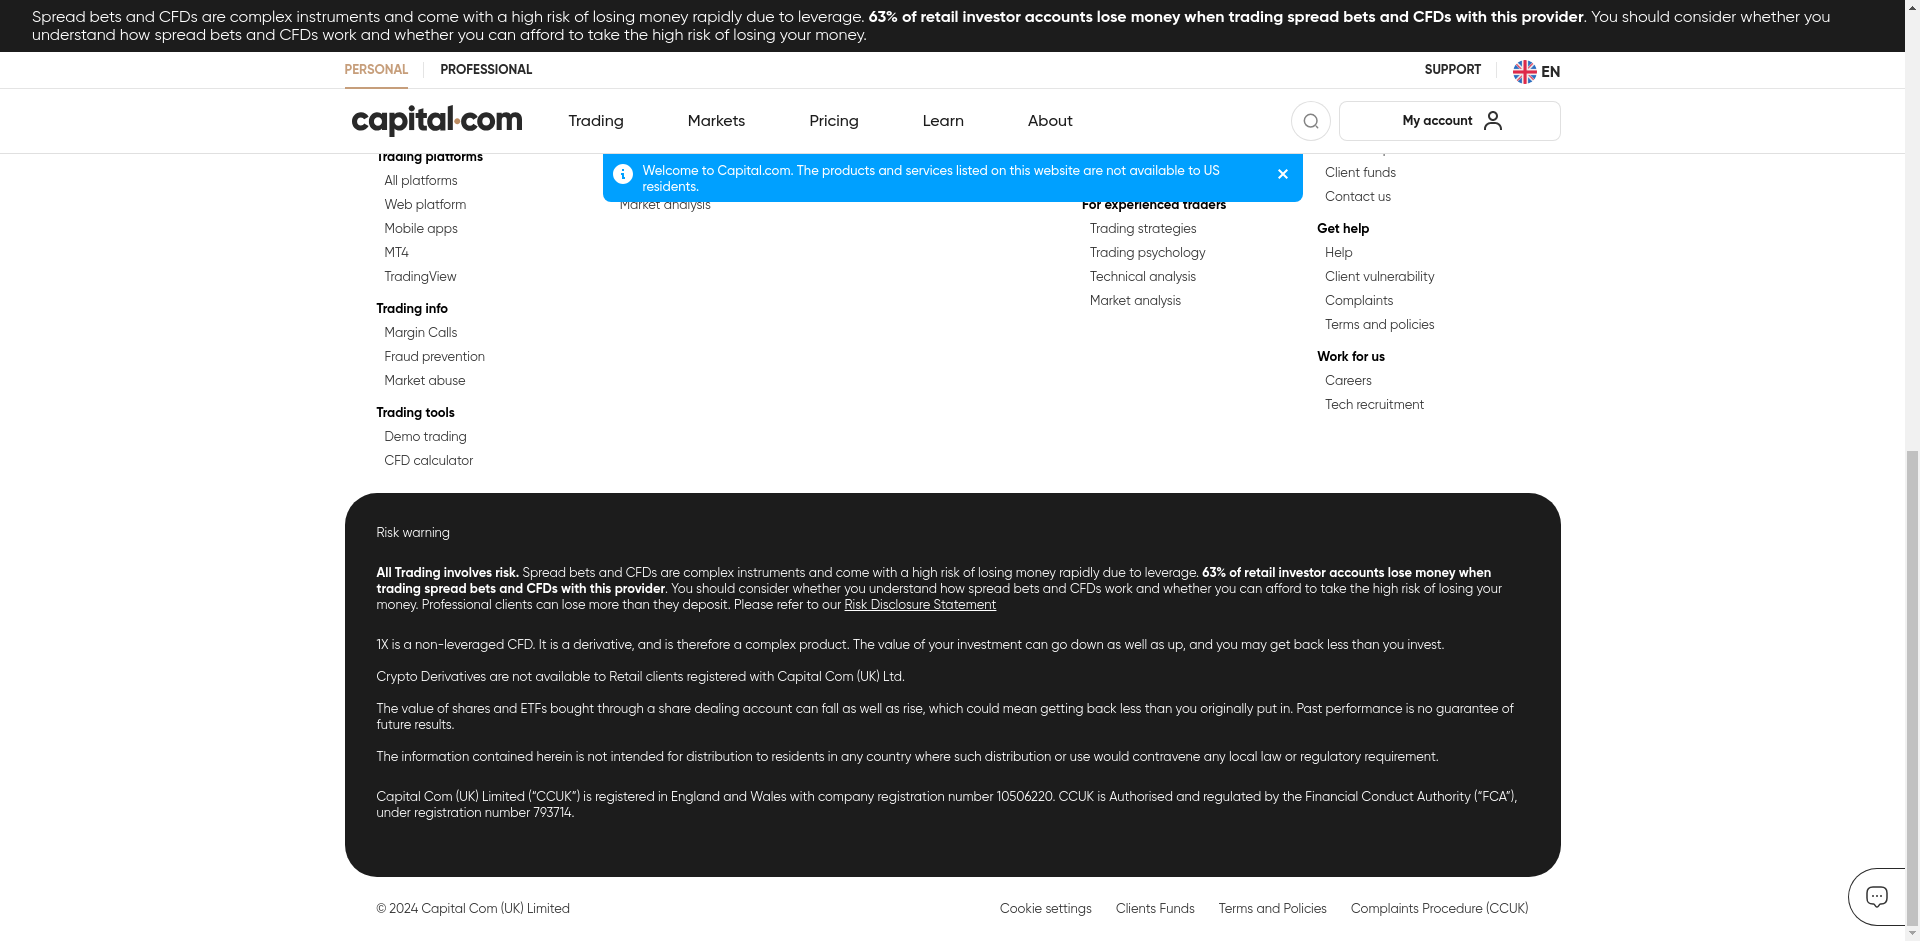 Spread bets and CFDs are complex instruments and come with a high risk of losing money rapidly due to leverage. 63% of retail investor accounts lose money when trading spread bets and CFDs with this provider. You should consider whether you
understand how spread bets and CFDs work and whether you can afford to take the high risk of losing your money.
PERSONAL
PROFESSIONAL
SUPPORT
EN
capital.com
Trading
Markets
Pricing
Learn
About
My account
Welcome to Capital.com. The products and services listed on this website are not available to US
residents.
Trading platforms
All platforms
Web platform
Mobile apps
MT4
TradingView
Trading info
Margin Calls
Fraud prevention
Market abuse
Trading tools
Demo trading
CFD calculator
Market analysis
For experienced traders
Trading strategies
Trading psychology
Technical analysis
Market analysis
Client funds
Contact us
Get help
Help
Client vulnerability
Complaints
Terms and policies
Work for us
Careers
Tech recruitment
Risk warning
All Trading involves risk. Spread bets and CFDs are complex instruments and come with a high risk of losing money rapidly due to leverage. 63% of retail investor accounts lose money when
trading spread bets and CFDs with this provider. You should consider whether you understand how spread bets and CFDs work and whether you can afford to take the high risk of losing your
money. Professional clients can lose more than they deposit. Please refer to our Risk Disclosure Statement
1X is a non-leveraged CFD. It is a derivative, and is therefore a complex product. The value of your investment can go down as well as up, and you may get back less than you invest.
Crypto Derivatives are not available to Retail clients registered with Capital Com (UK) Ltd.
The value of shares and ETFs bought through a share dealing account can fall as well as rise, which could mean getting back less than you originally put in. Past performance is no guarantee of
future results.
The information contained herein is not intended for distribution to residents in any country where such distribution or use would contravene any local law or regulatory requirement.
Capital Com (UK) Limited (“CCUK”) is registered in England and Wales with company registration number 10506220. CCUK is Authorised and regulated by the Financial Conduct Authority (“FCA”),
under registration number 793714.
© 2024 Capital Com (UK) Limited
Cookie settings
Clients Funds
Terms and Policies
Complaints Procedure (CCUK)